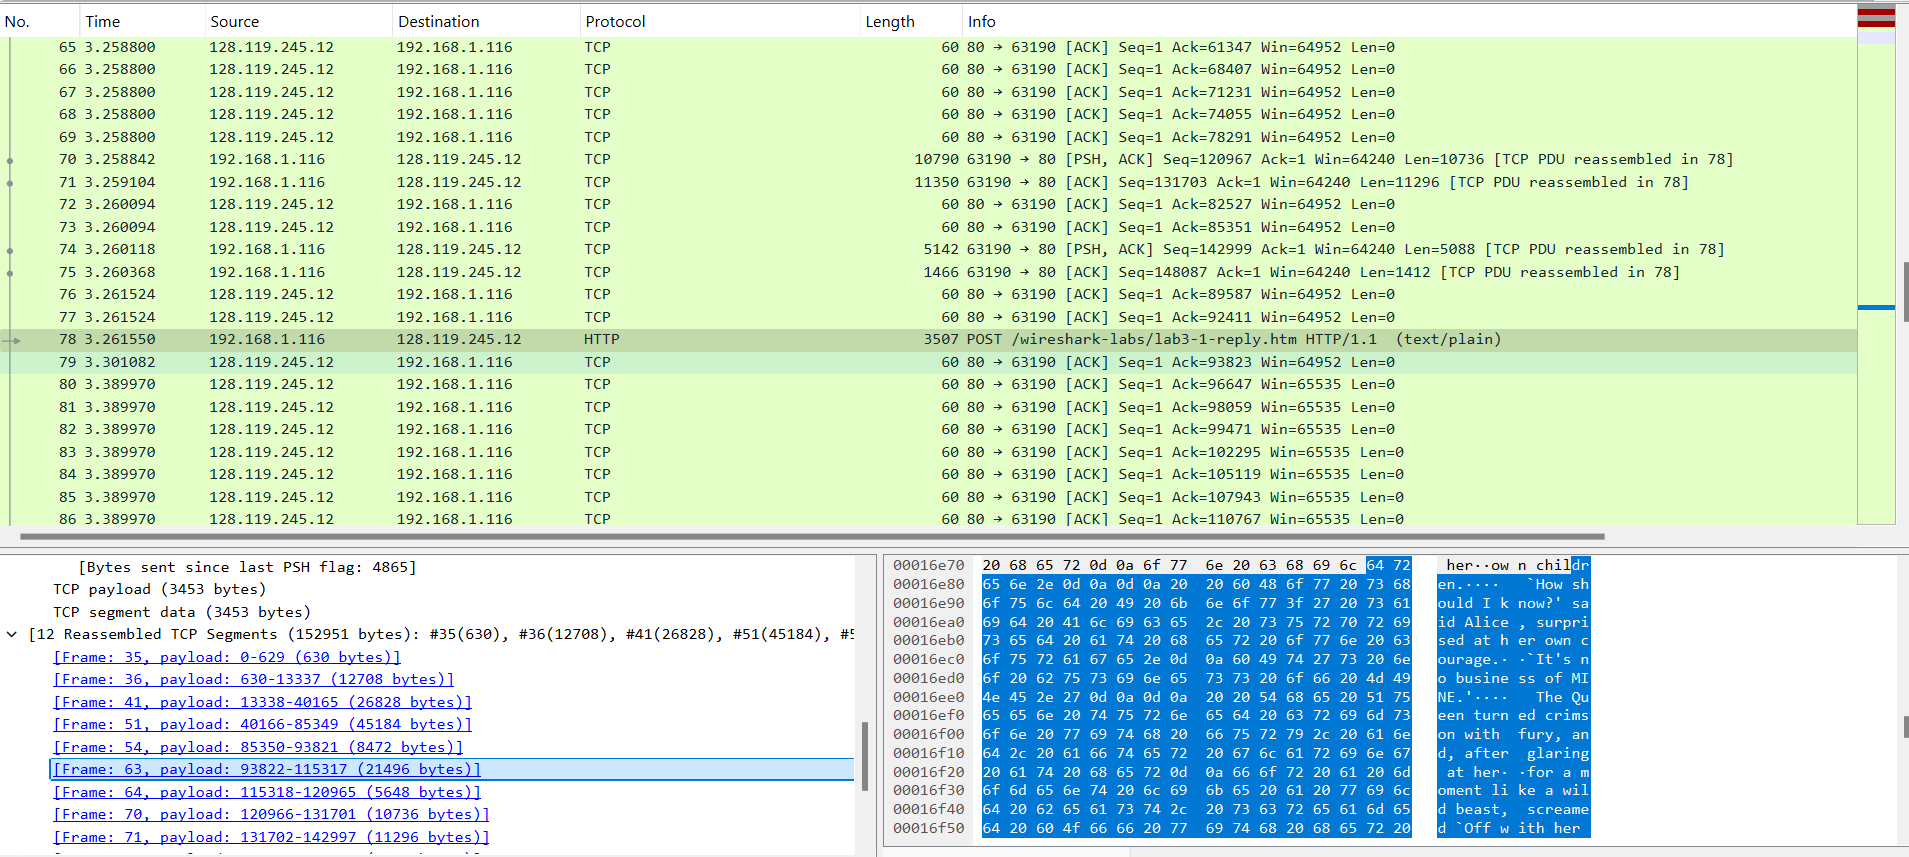 No. Time Source Destination Protocol Length Info
65 3.258800 128.119.245.12 192.168.1.116 TCP 60 80 → 63190 [ACK] Seq=1 Ack=61347 Win=64952 Len=0
66 3.258800 128.119.245.12 192.168.1.116 TCP 60 80 → 63190 [ACK] Seq=1 Ack=68407 Win=64952 Len=0
67 3.258800 128.119.245.12 192.168.1.116 TCP 60 80 → 63190 [ACK] Seq=1 Ack=71231 Win=64952 Len=0
68 3.258800 128.119.245.12 192.168.1.116 TCP 60 80 → 63190 [ACK] Seq=1 Ack=74055 Win=64952 Len=0
69 3.258800 128.119.245.12 192.168.1.116 TCP 60 80 → 63190 [ACK] Seq=1 Ack=78291 Win=64952 Len=0
70 3.258842 192.168.1.116 128.119.245.12 TCP 10790 63190 → 80 [PSH, ACK] Seq=120967 Ack=1 Win=64240 Len=10736 [TCP PDU reassembled in 78]
71 3.259104 192.168.1.116 128.119.245.12 TCP 11350 63190 → 80 [ACK] Seq=131703 Ack=1 Win=64240 Len=11296 [TCP PDU reassembled in 78]
72 3.260094 128.119.245.12 192.168.1.116 TCP 60 80 → 63190 [ACK] Seq=1 Ack=82527 Win=64952 Len=0
73 3.260094 128.119.245.12 192.168.1.116 TCP 60 80 → 63190 [ACK] Seq=1 Ack=85351 Win=64952 Len=0
74 3.260118 192.168.1.116 128.119.245.12 TCP 5142 63190 → 80 [PSH, ACK] Seq=142999 Ack=1 Win=64240 Len=5088 [TCP PDU reassembled in 78]
75 3.260368 192.168.1.116 128.119.245.12 TCP 1466 63190 → 80 [ACK] Seq=148087 Ack=1 Win=64240 Len=1412 [TCP PDU reassembled in 78]
76 3.261524 128.119.245.12 192.168.1.116 TCP 60 80 → 63190 [ACK] Seq=1 Ack=89587 Win=64952 Len=0
77 3.261524 128.119.245.12 192.168.1.116 TCP 60 80 → 63190 [ACK] Seq=1 Ack=92411 Win=64952 Len=0
78 3.261550 192.168.1.116 128.119.245.12 HTTP 3507 POST /wireshark-labs/lab3-1-reply.htm HTTP/1.1 (text/plain)
79 3.301082 128.119.245.12 192.168.1.116 TCP 60 80 → 63190 [ACK] Seq=1 Ack=93823 Win=64952 Len=0
80 3.389970 128.119.245.12 192.168.1.116 TCP 60 80 → 63190 [ACK] Seq=1 Ack=96647 Win=65535 Len=0
81 3.389970 128.119.245.12 192.168.1.116 TCP 60 80 → 63190 [ACK] Seq=1 Ack=98059 Win=65535 Len=0
82 3.389970 128.119.245.12 192.168.1.116 TCP 60 80 → 63190 [ACK] Seq=1 Ack=99471 Win=65535 Len=0
83 3.389970 128.119.245.12 192.168.1.116 TCP 60 80 → 63190 [ACK] Seq=1 Ack=102295 Win=65535 Len=0
84 3.389970 128.119.245.12 192.168.1.116 TCP 60 80 → 63190 [ACK] Seq=1 Ack=105119 Win=65535 Len=0
85 3.389970 128.119.245.12 192.168.1.116 TCP 60 80 → 63190 [ACK] Seq=1 Ack=107943 Win=65535 Len=0
86 3.389970 128.119.245.12 192.168.1.116 TCP 60 80 → 63190 [ACK] Seq=1 Ack=110767 Win=65535 Len=0
[Bytes sent since last PSH flag: 4865]
TCP payload (3453 bytes)
TCP segment data (3453 bytes)
[12 Reassembled TCP Segments (152951 bytes): #35(630), #36(12708), #41(26828), #51(45184), #5
[Frame: 35, payload: 0-629 (630 bytes)]
[Frame: 36, payload: 630-13337 (12708 bytes)]
[Frame: 41, payload: 13338-40165 (26828 bytes)]
[Frame: 51, payload: 40166-85349 (45184 bytes)]
[Frame: 54, payload: 85350-93821 (8472 bytes)]
[Frame: 63, payload: 93822-115317 (21496 bytes)]
[Frame: 64, payload: 115318-120965 (5648 bytes)]
[Frame: 70, payload: 120966-131701 (10736 bytes)]
[Frame: 71, payload: 131702-142997 (11296 bytes)]
00016e70 20 68 65 72 0d 0a 6f 77 6e 20 63 68 69 6c 64 72 her··ow n childr
00016e80 65 6e 2e 0d 0a 0d 0a 20 20 60 48 6f 77 20 73 68 en.···· `How sh
00016e90 6f 75 6c 64 20 49 20 6b 6e 6f 77 3f 27 20 73 61 ould I k now?' sa
00016ea0 69 64 20 41 6c 69 63 65 2c 20 73 75 72 70 72 69 id Alice , surpri
00016eb0 73 65 64 20 61 74 20 68 65 72 20 6f 77 6e 20 63 sed at h er own c
00016ec0 6f 75 72 61 67 65 2e 0d 0a 60 49 74 27 73 20 6e ourage.· ·`It's n
00016ed0 6f 20 62 75 73 69 6e 65 73 73 20 6f 66 20 4d 49 o busine ss of MI
00016ee0 4e 45 2e 27 0d 0a 0d 0a 20 20 54 68 65 20 51 75 NE.'···· The Qu
00016ef0 65 65 6e 20 74 75 72 6e 65 64 20 63 72 69 6d 73 een turn ed crims
00016f00 6f 6e 20 77 69 74 68 20 66 75 72 79 2c 20 61 6e on with fury, an
00016f10 64 2c 20 61 66 74 65 72 20 67 6c 61 72 69 6e 67 d, after glaring
00016f20 20 61 74 20 68 65 72 0d 0a 66 6f 72 20 61 20 6d at her· ·for a m
00016f30 6f 6d 65 6e 74 20 6c 69 6b 65 20 61 20 77 69 6c oment li ke a wil
00016f40 64 20 62 65 61 73 74 2c 20 73 63 72 65 61 6d 65 d beast, screame
00016f50 64 20 60 4f 66 66 20 77 69 74 68 20 68 65 72 20 d `Off w ith her